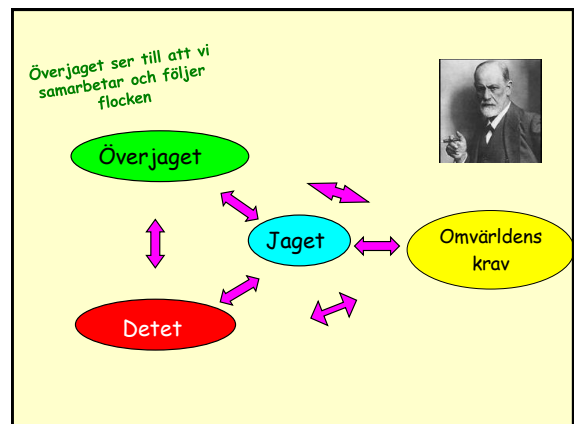 Överjaget ser till att vi
samarbetar och följer
flocken
Överjaget
Jaget
Omvärldens
krav
Detet